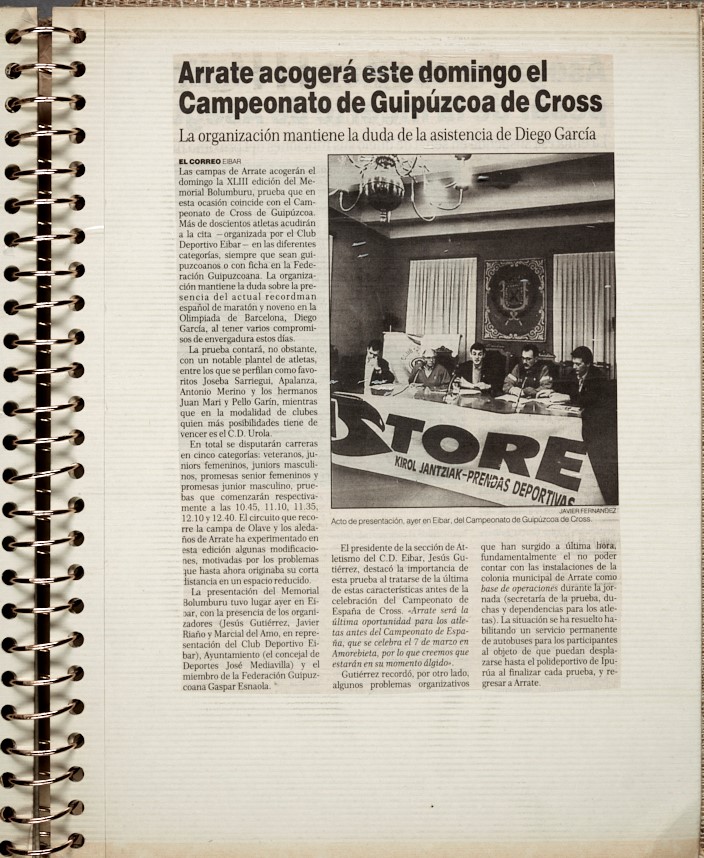 Arrate acogerá este domingo el
Campeonato de Guipúzcoa de Cross
La organización mantiene la duda de la asistencia de Diego García
EL CORREO EIBAR
Las campas de Arrate acogerán el
domingo la XLIII edición del Me-
morial Bolumburu, prueba que en
esta ocasión coincide con el Cam-
peonato de Cross de Guipúzcoa.
Más de doscientos atletas acudirán
a la cita —organizada por el Club
Deportivo Eibar— en las diferentes
categorías, siempre que sean gui-
puzcoanos o con ficha en la Fede-
ración Guipuzcoana. La organiza-
ción mantiene la duda sobre la pre-
sencia del actual recordman
español de maratón y noveno en la
Olimpiada de Barcelona, Diego
García, al tener varios compromi-
sos de envergadura estos días.
La prueba contará, no obstante,
con un notable plantel de atletas,
entre los que se perfilan como favo-
ritos Joseba Sarriegui, Apalanza,
Antonio Merino y los hermanos
Juan Mari y Pello Garín, mientras
que en la modalidad de clubes
quien más posibilidades tiene de
vencer es el C.D. Urola.
En total se disputarán carreras
en cinco categorías: veteranos, ju-
niors femeninos, juniors masculi-
nos, promesas senior femeninos y
promesas junior masculino, prue-
bas que comenzarán respectiva-
mente a las 10.45, 11.10, 11.35,
12.10 y 12.40. El circuito que reco-
rre la campa de Olave y los aleda-
ños de Arrate ha experimentado en
esta edición algunas modificacio-
nes, motivadas por los problemas
que hasta ahora originaba su corta
distancia en un espacio reducido.
La presentación del Memorial
Bolumburu tuvo lugar ayer en Ei-
bar, con la presencia de los organi-
zadores (Jesús Gutiérrez, Javier
Riaño y Marcial del Amo, en repre-
sentación del Club Deportivo Ei-
bar), Ayuntamiento (el concejal de
Deportes José Mediavilla) y el
miembro de la Federación Guipuz-
coana Gaspar Esnaola.
STORE
KIROL JANTZIAK-PRENDAS DEPORTIVAS
JAVIER FERNANDEZ
Acto de presentación, ayer en Eibar, del Campeonato de Guipúzcoa de Cross.
El presidente de la sección de At-
letismo del C.D. Eibar, Jesús Gu-
tiérrez, destacó la importancia de
esta prueba al tratarse de la última
de estas características antes de la
celebración del Campeonato de
España de Cross. «Arrate será la
última oportunidad para los atle-
tas antes del Campeonato de Espa-
ña, que se celebra el 7 de marzo en
Amorebieta, por lo que creemos que
estarán en su momento álgido».
Gutiérrez recordó, por otro lado,
algunos problemas organizativos
que han surgido a última hora,
fundamentalmente el no poder
contar con las instalaciones de la
colonia municipal de Arrate como
base de operaciones durante la jor-
nada (secretaría de la prueba, du-
chas y dependencias para los atle-
tas). La situación se ha resuelto ha-
bilitando un servicio permanente
de autobuses para los participantes
al objeto de que puedan despla-
zarse hasta el polideportivo de Ipu-
rúa al finalizar cada prueba, y re-
gresar a Arrate.